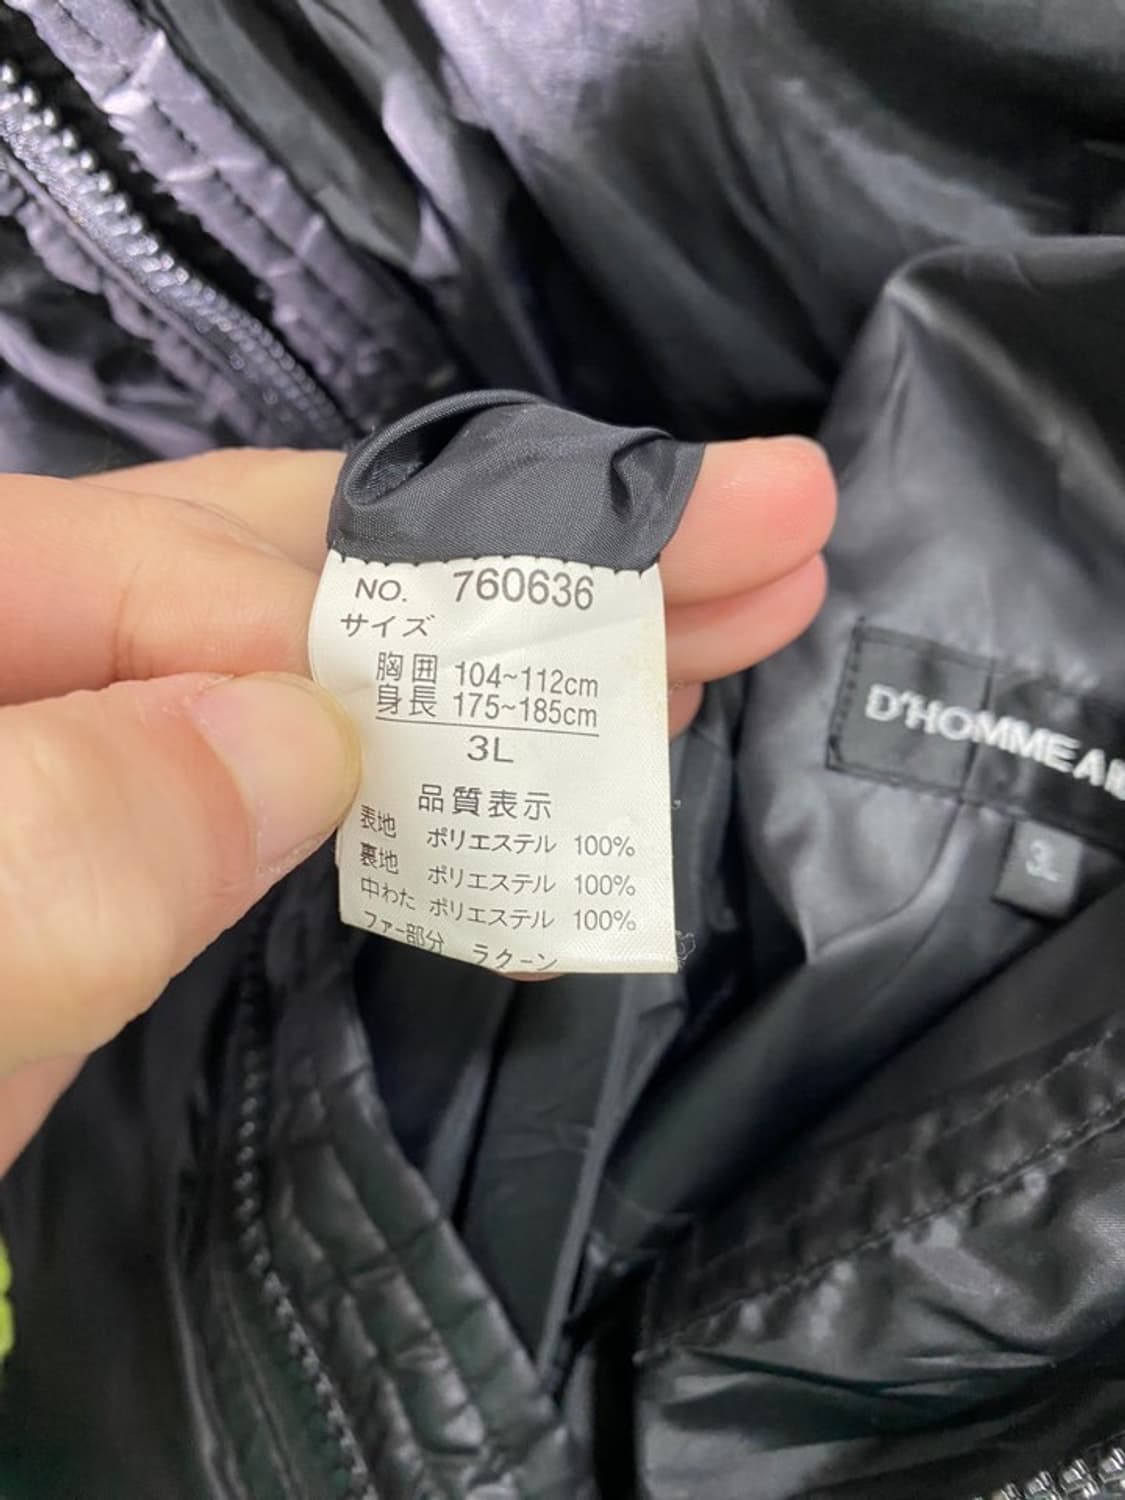 NO. 760636
サイズ
胸囲 104~112cm
身長 175~185cm
3L
品質表示
表地 ポリエステル 100%
裏地 ポリエステル 100%
中わた ポリエステル 100%
ファー部分 ラクーン
D'HOMME
3L